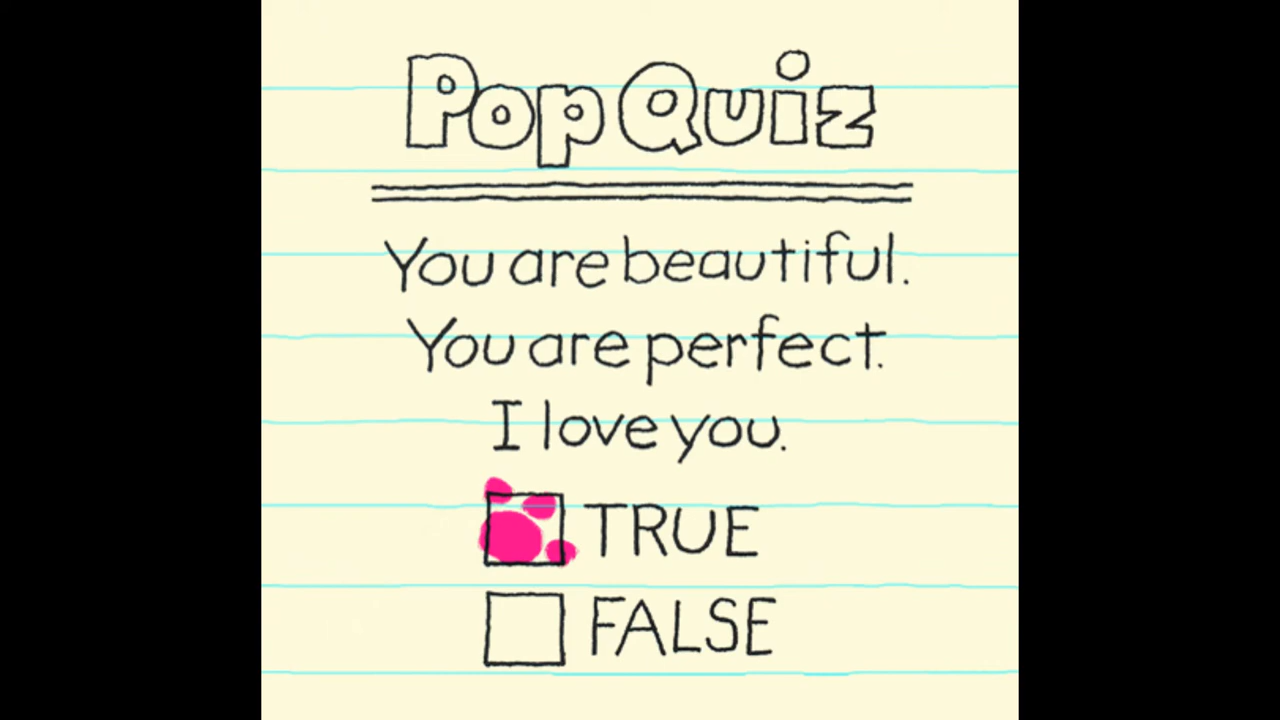 Pop Quiz
You are beautiful.
You are perfect.
I love you.
TRUE
FALSE